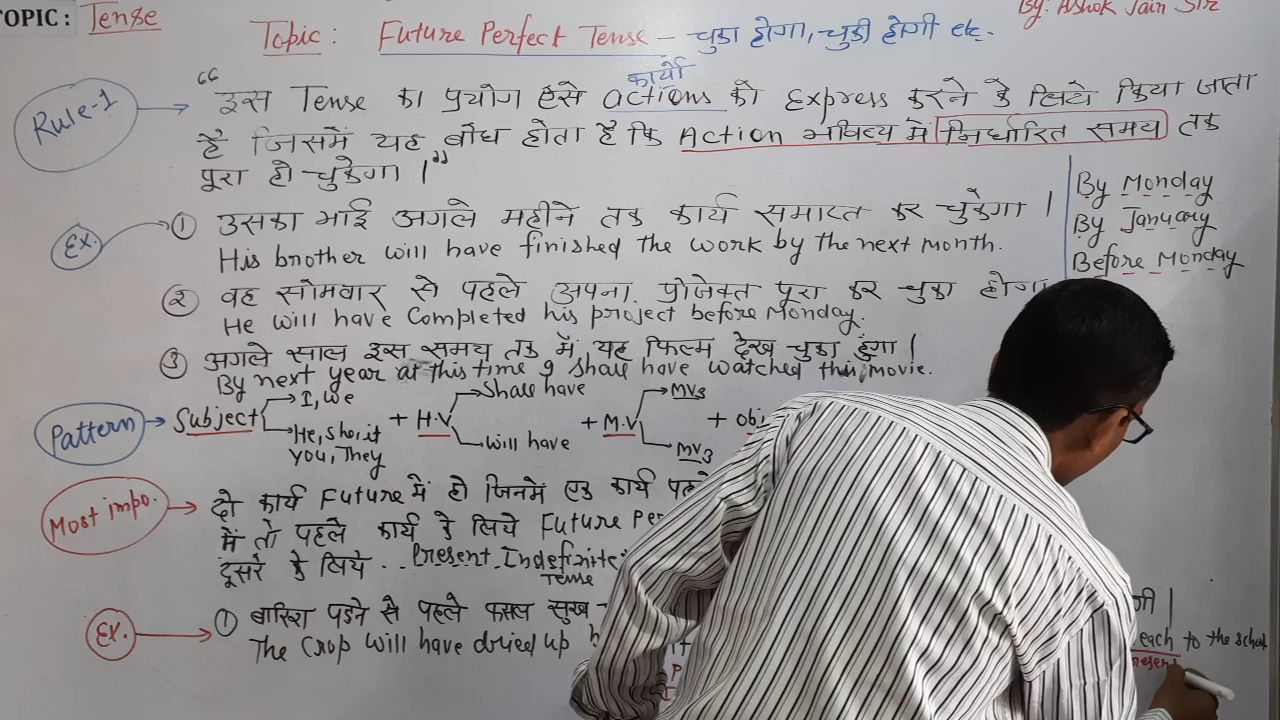 TOPIC : Tense
By: Ashok Jain Sir
Topic : Future Perfect Tense - चुका होगा, चुकी होगी etc.
कार्यो
Rule-1
“इस Tense का प्रयोग ऐसे actions को Express करने के लिये किया जाता
है जिसमें यह बोध होता है कि Action भविष्य में निर्धारित समय तक
पूरा हो चुकेगा।”
By Monday
By January
Before Monday
Ex. ① उसका भाई अगले महीने तक कार्य समाप्त कर चुकेगा।
His brother will have finished the work by the next month.
② वह सोमवार से पहले अपना प्रोजेक्ट पूरा कर चुका होगा
He will have completed his project before Monday.
③ अगले साल इस समय तक मैं यह फिल्म देख चुका हुंगा।
By next year at this time I shall have watched this movie.
Pattern → Subject + H.V + M.V + Obj
I, we
He, she, it
you, They
Shall have
will have
MV3
MV3
Most impo. → दो कार्य Future में हो जिनमें एक कार्य पहले
में तो पहले कार्य के लिये Future Per
दूसरे के लिये .. Present Indefinite
Tense
Ex. → ① बारिश पडने से पहले फसल सुख
The Crop will have dried up
each to the school